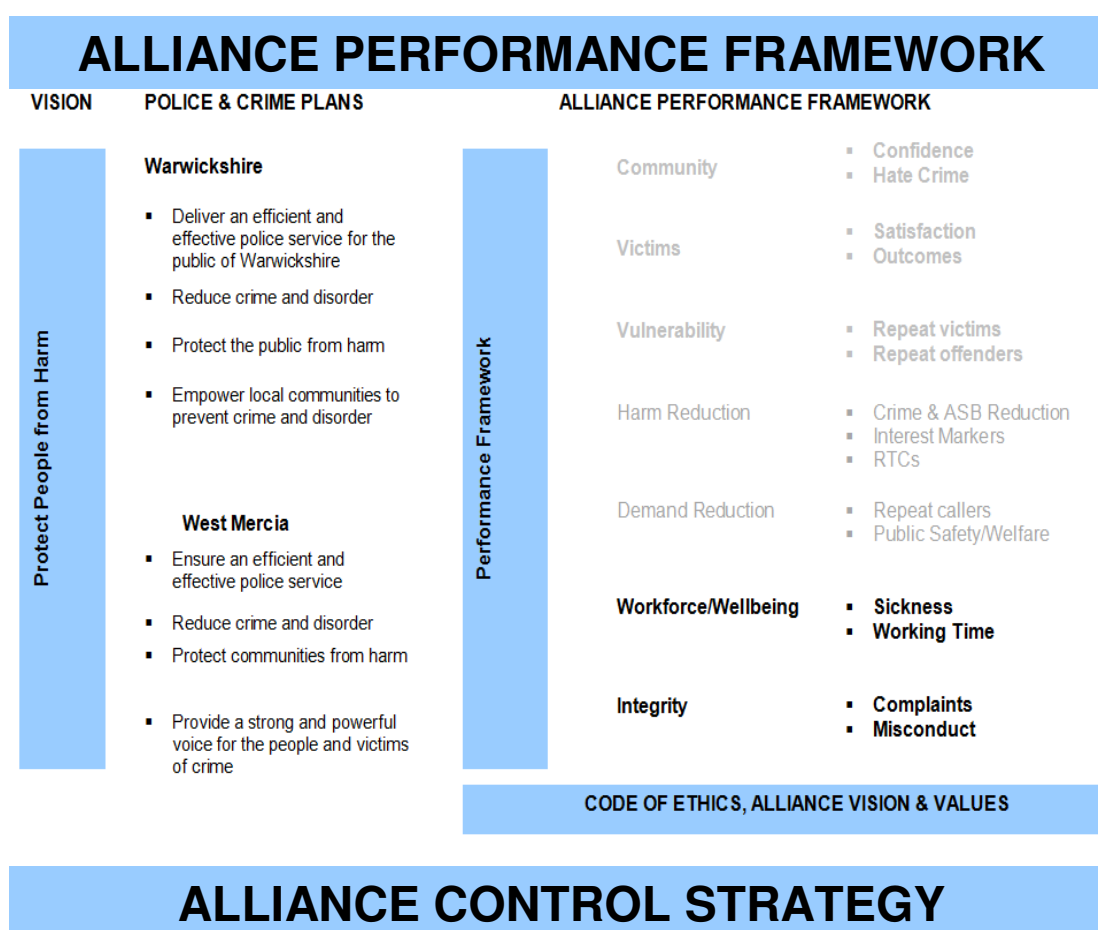 ALLIANCE PERFORMANCE FRAMEWORK
VISION
POLICE & CRIME PLANS
ALLIANCE PERFORMANCE FRAMEWORK
Protect People from Harm
Warwickshire
▪ Deliver an efficient and
effective police service for the
public of Warwickshire
▪ Reduce crime and disorder
▪ Protect the public from harm
▪ Empower local communities to
prevent crime and disorder
West Mercia
▪ Ensure an efficient and
effective police service
▪ Reduce crime and disorder
▪ Protect communities from harm
▪ Provide a strong and powerful
voice for the people and victims
of crime
Performance Framework
Community
▪ Confidence
▪ Hate Crime
Victims
▪ Satisfaction
▪ Outcomes
Vulnerability
▪ Repeat victims
▪ Repeat offenders
Harm Reduction
▪ Crime & ASB Reduction
▪ Interest Markers
▪ RTCs
Demand Reduction
▪ Repeat callers
▪ Public Safety/Welfare
Workforce/Wellbeing
▪ Sickness
▪ Working Time
Integrity
▪ Complaints
▪ Misconduct
CODE OF ETHICS, ALLIANCE VISION & VALUES
ALLIANCE CONTROL STRATEGY